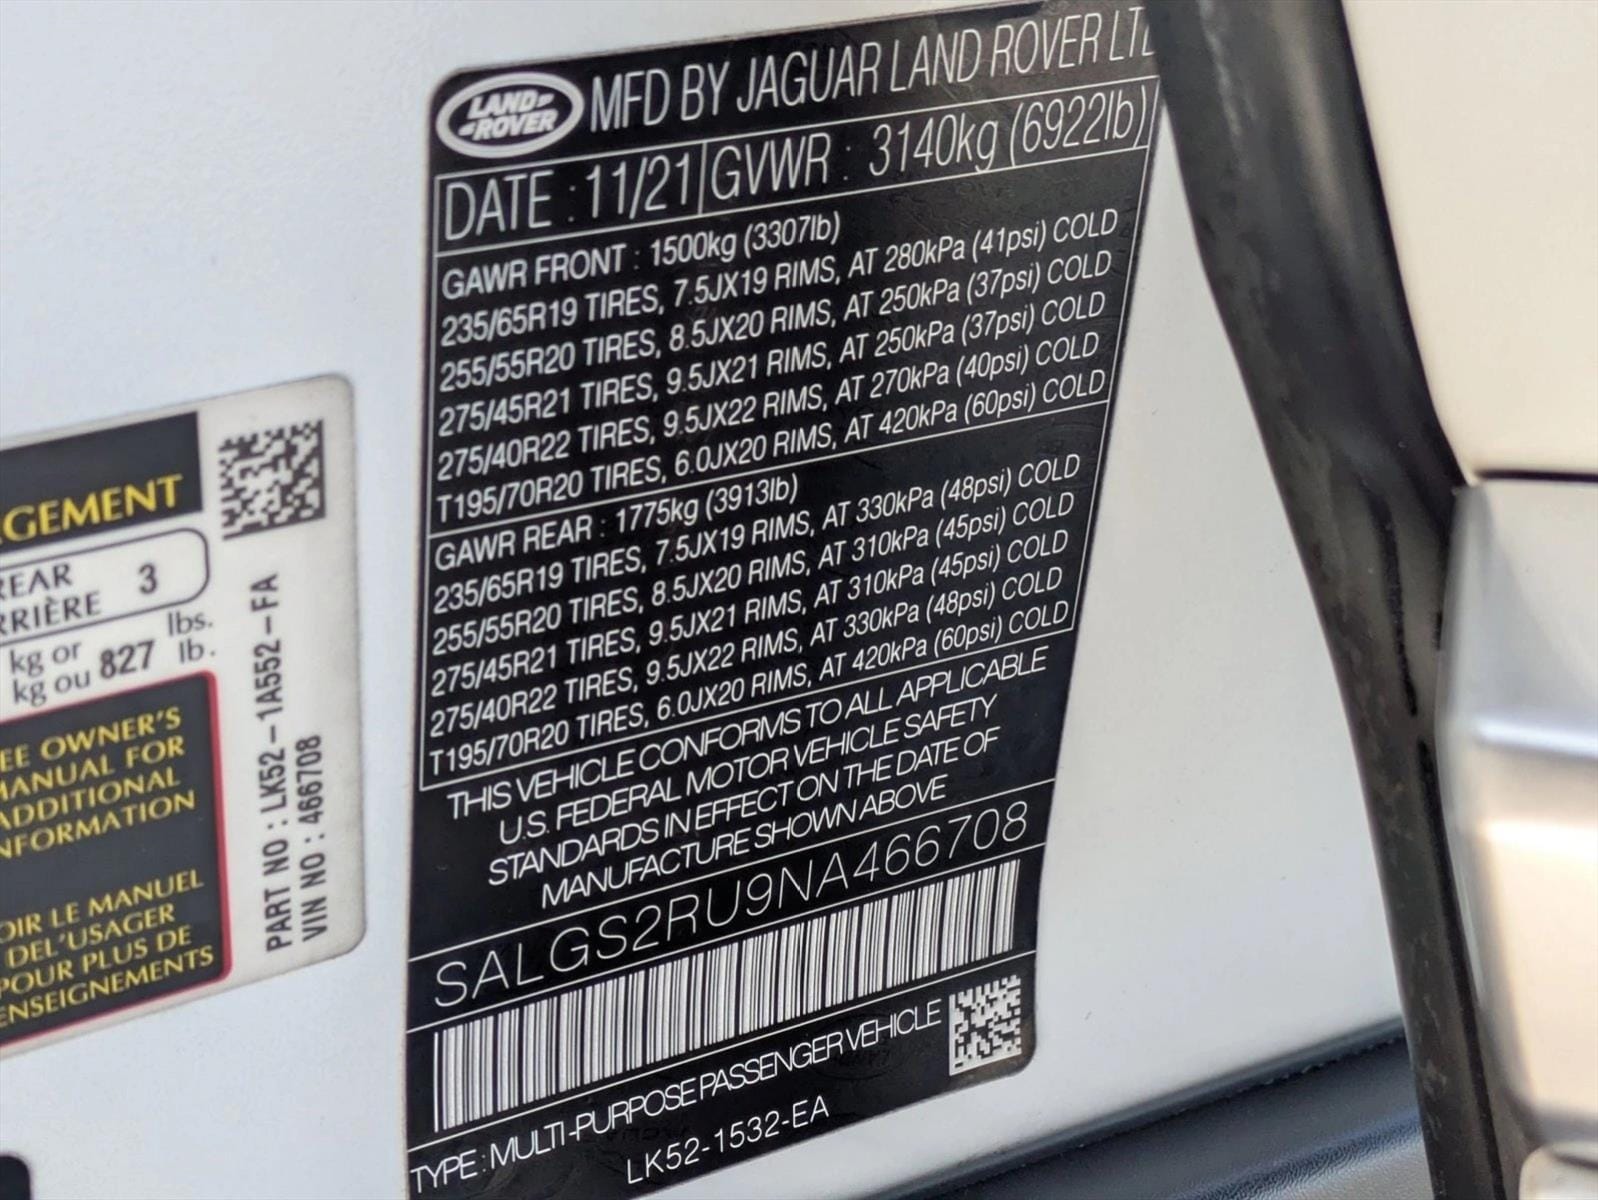 LAND ROVER
MFD BY JAGUAR LAND ROVER
DATE : 11/21 GVWR : 3140kg (6922lb)
GAWR FRONT : 1500kg (3307lb)
235/65R19 TIRES, 7.5JX19 RIMS, AT 280kPa (41psi) COLD
255/55R20 TIRES, 8.5JX20 RIMS, AT 250kPa (37psi) COLD
275/45R21 TIRES, 9.5JX21 RIMS, AT 250kPa (37psi) COLD
275/40R22 TIRES, 9.5JX22 RIMS, AT 270kPa (40psi) COLD
T195/70R20 TIRES, 6.0JX20 RIMS, AT 420kPa (60psi) COLD
GAWR REAR : 1775kg (3913lb)
235/65R19 TIRES, 7.5JX19 RIMS, AT 330kPa (48psi) COLD
255/55R20 TIRES, 8.5JX20 RIMS, AT 310kPa (45psi) COLD
275/45R21 TIRES, 9.5JX21 RIMS, AT 310kPa (45psi) COLD
275/40R22 TIRES, 9.5JX22 RIMS, AT 330kPa (48psi) COLD
T195/70R20 TIRES, 6.0JX20 RIMS, AT 420kPa (60psi) COLD
THIS VEHICLE CONFORMS TO ALL APPLICABLE
U.S. FEDERAL MOTOR VEHICLE SAFETY
STANDARDS IN EFFECT ON THE DATE OF
MANUFACTURE SHOWN ABOVE
SALGS2RU9NA466708
TYPE : MULTI-PURPOSE PASSENGER VEHICLE
LK52-1532-EA
GEMENT
REAR 3
RRIÈRE
kg or 827 lbs.
kg ou lb.
EE OWNER'S
MANUAL FOR
ADDITIONAL
NFORMATION
OIR LE MANUEL
DE L'USAGER
POUR PLUS DE
ENSEIGNEMENTS
PART NO : LK52-1A552-FA
VIN NO : 466708